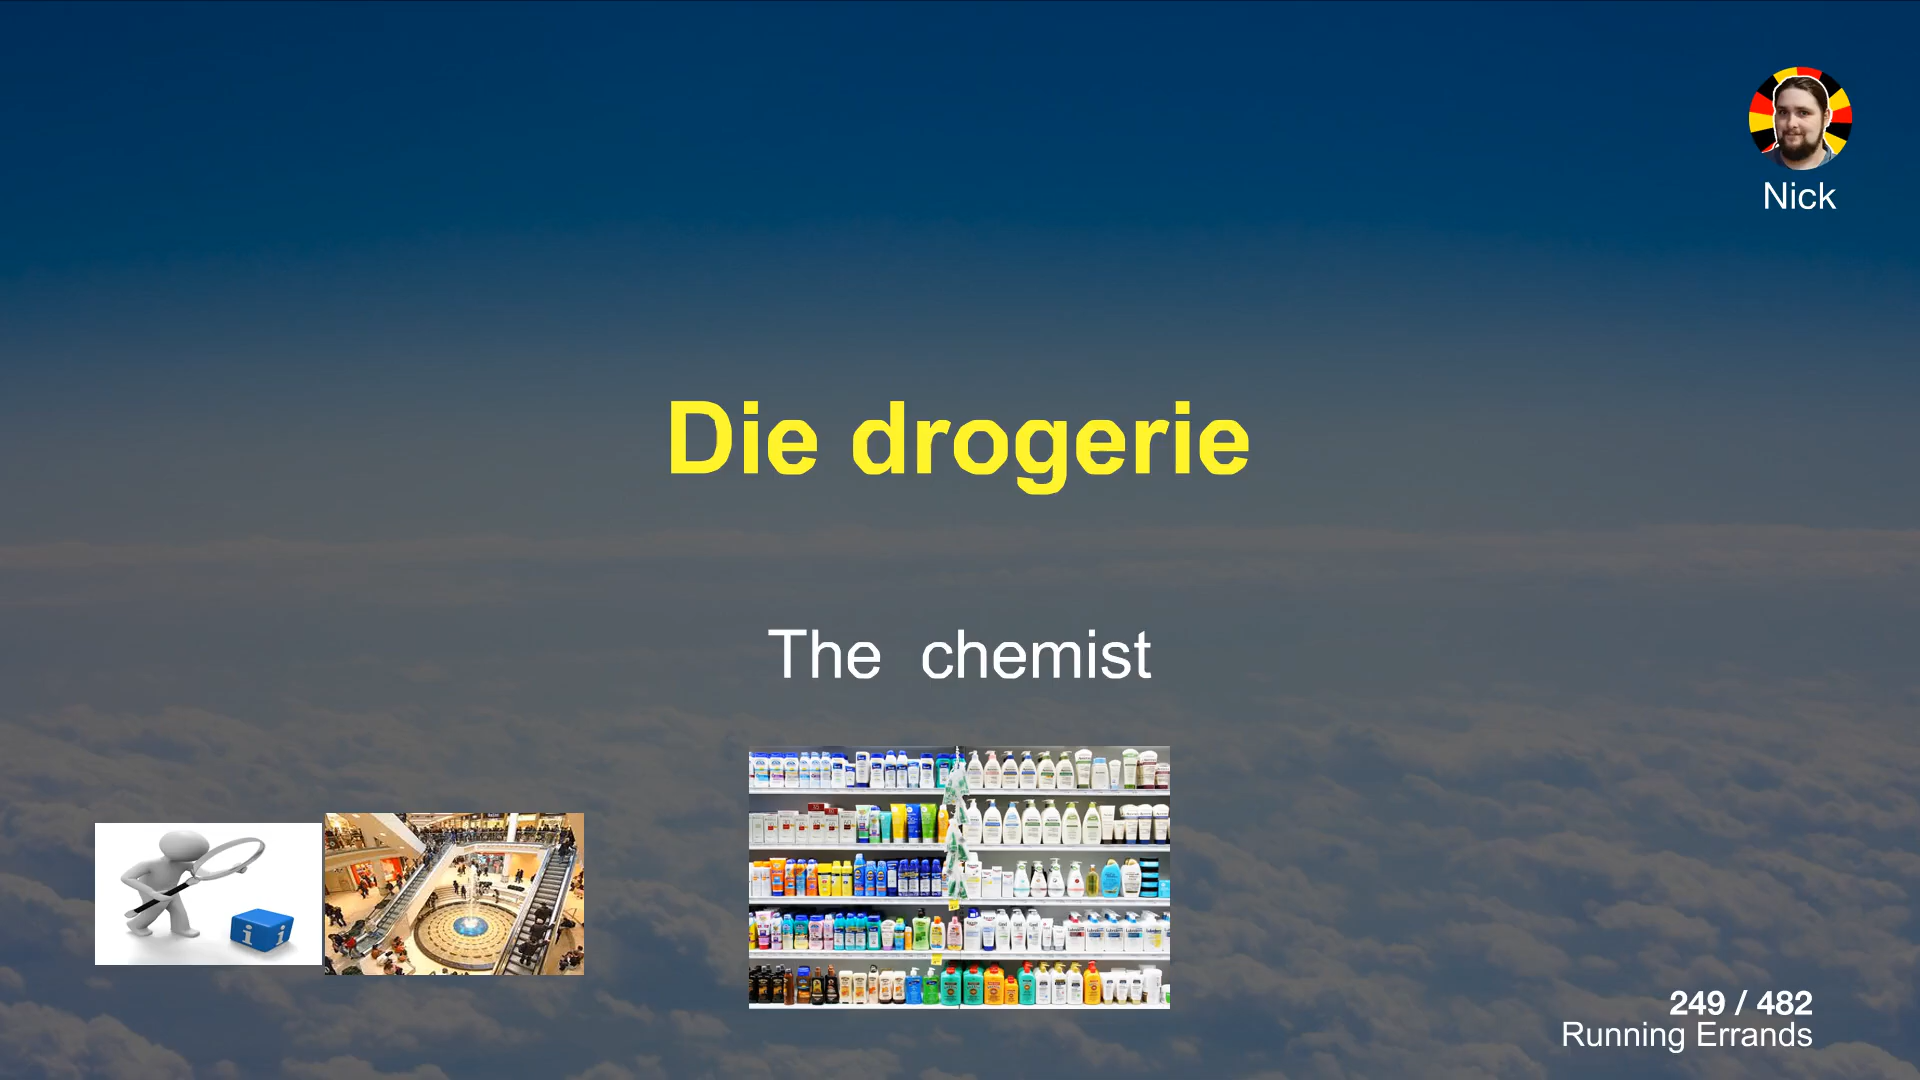 Nick
Die drogerie
The chemist
i i
249 / 482
Running Errands